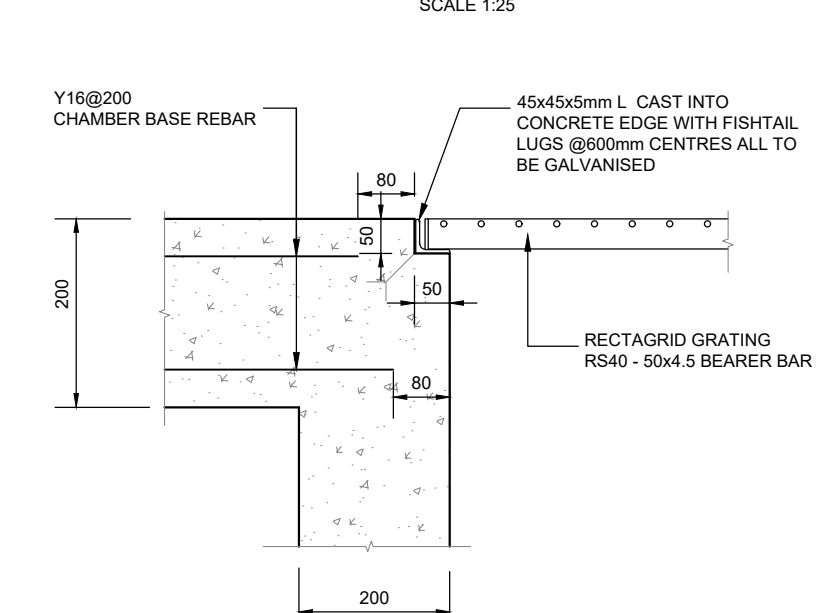 SCALE 1:25
Y16@200
CHAMBER BASE REBAR
45x45x5mm L CAST INTO
CONCRETE EDGE WITH FISHTAIL
LUGS @600mm CENTRES ALL TO
BE GALVANISED
80
50
200
50
RECTAGRID GRATING
RS40 - 50x4.5 BEARER BAR
80
200